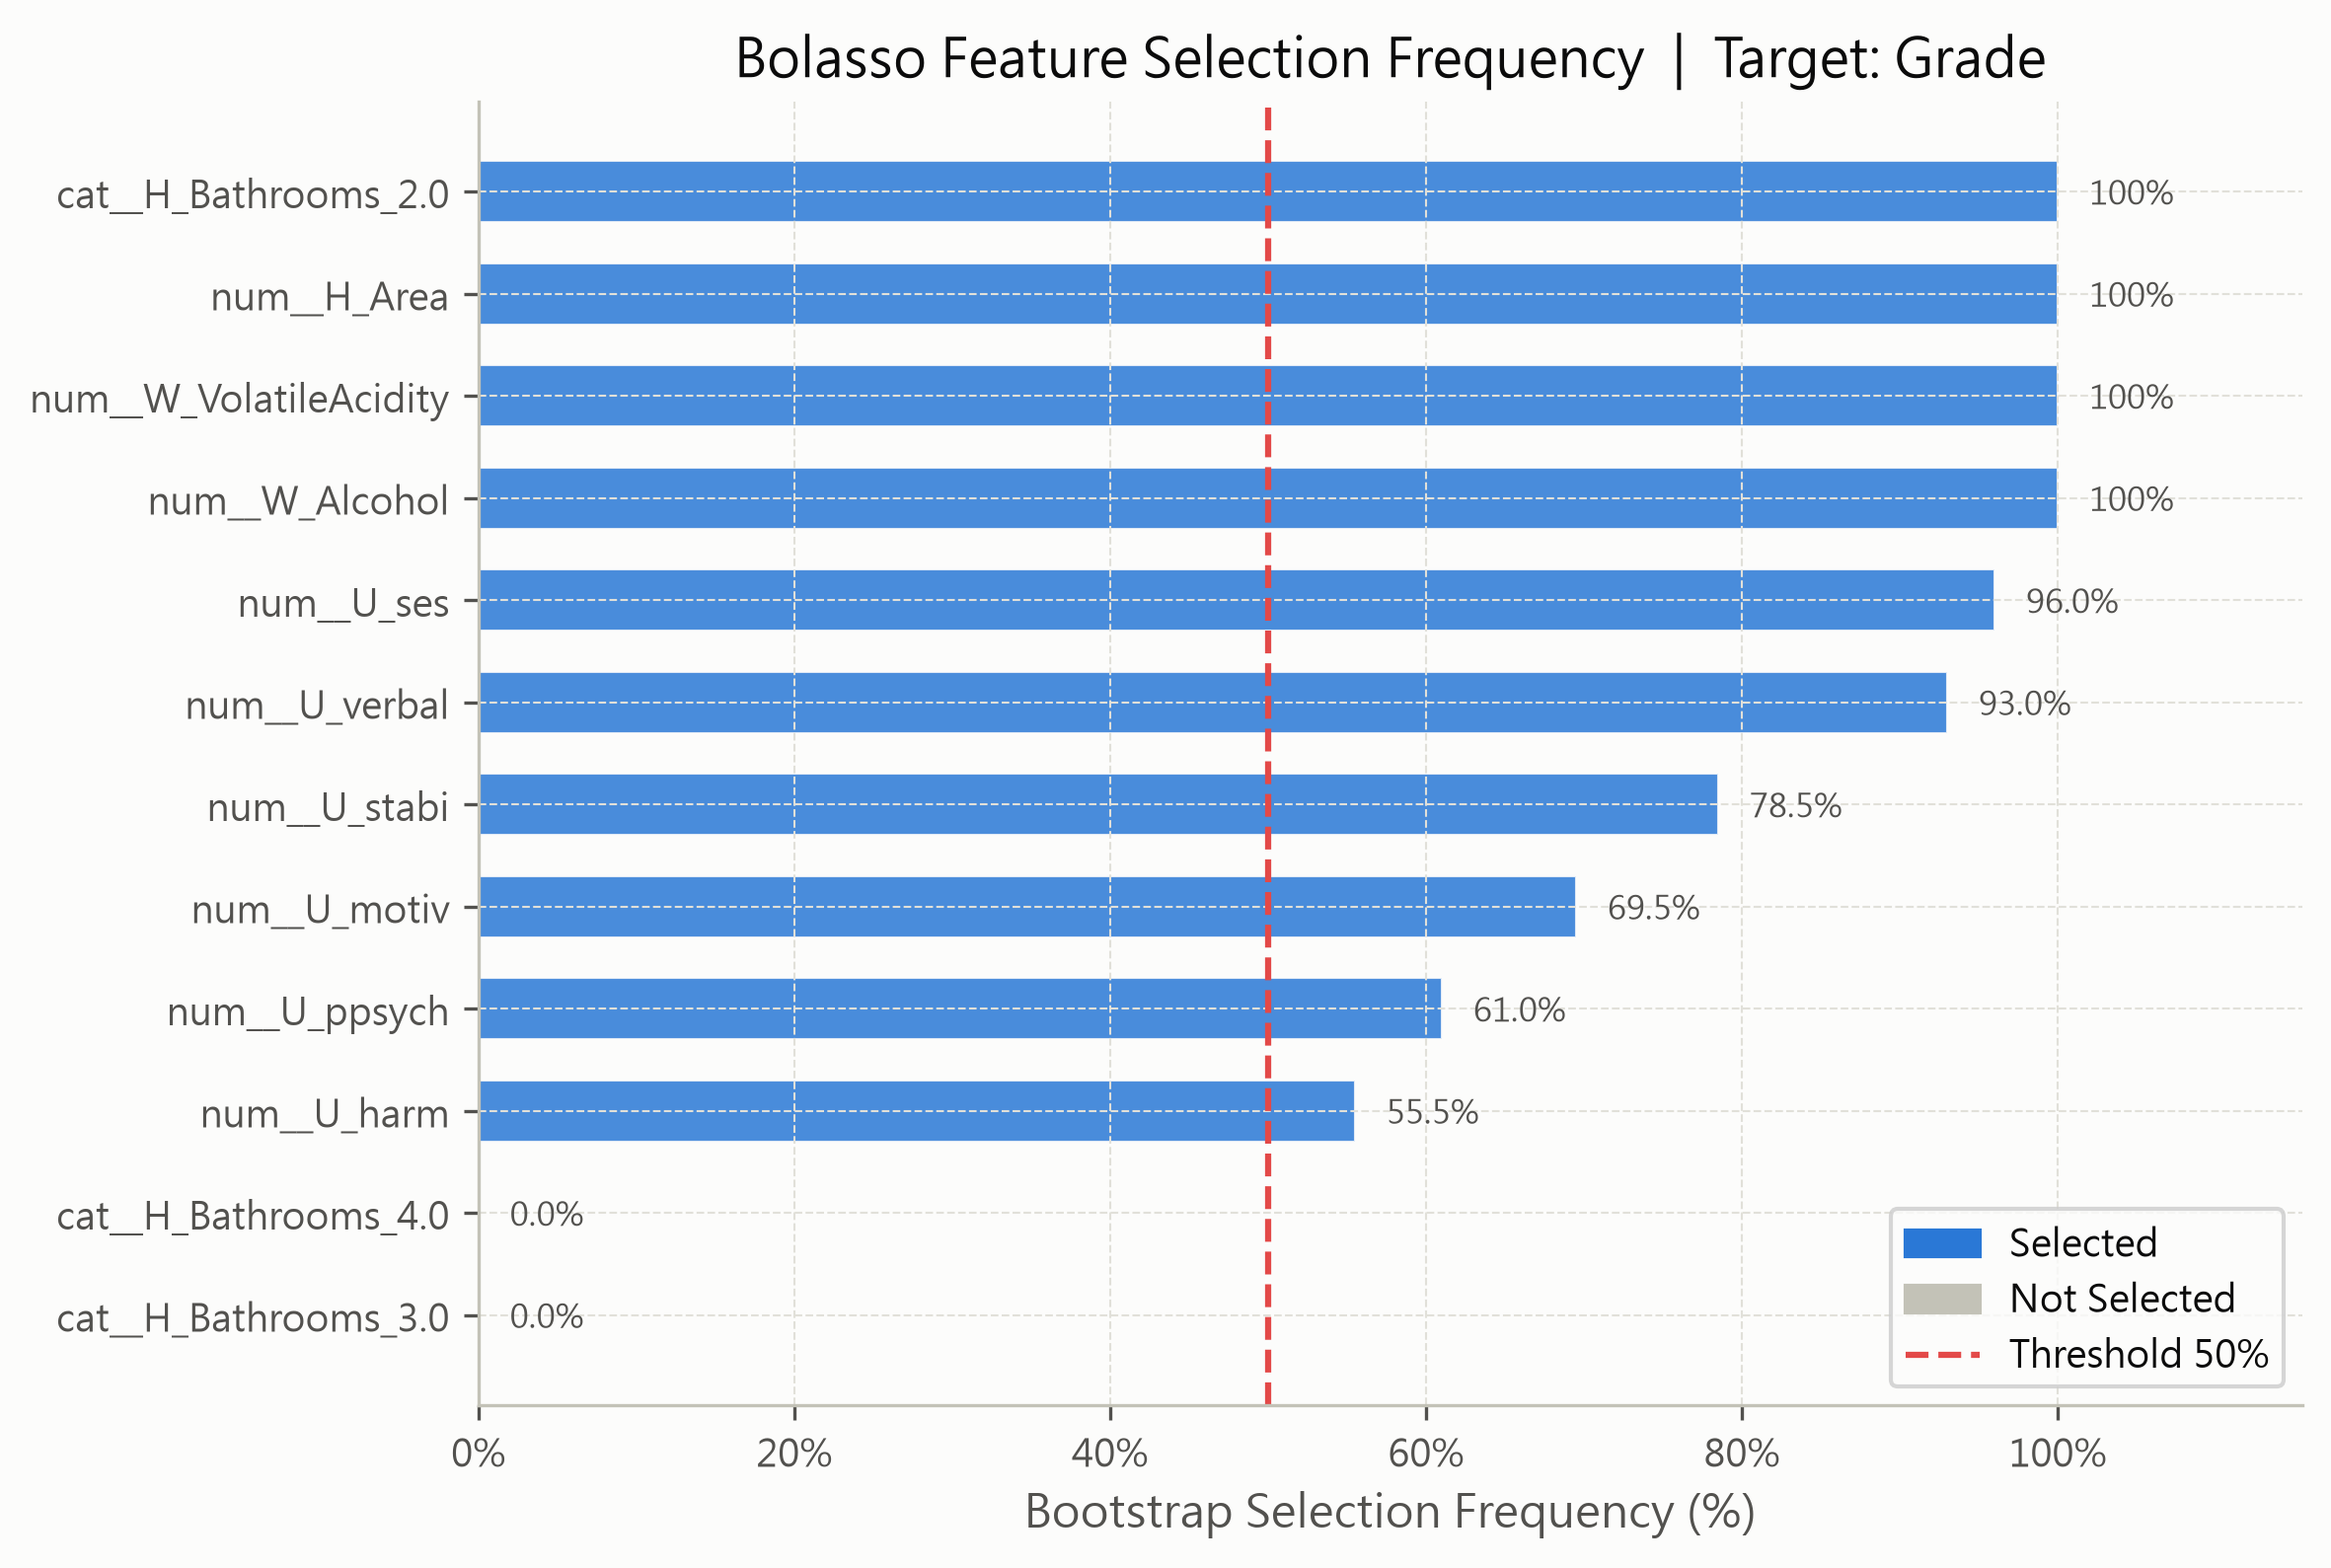 Bolasso Feature Selection Frequency | Target: Grade
cat__H_Bathrooms_2.0
100%
num__H_Area
100%
num__W_VolatileAcidity
100%
num__W_Alcohol
100%
num__U_ses
96.0%
num__U_verbal
93.0%
num__U_stabi
78.5%
num__U_motiv
69.5%
num__U_ppsych
61.0%
num__U_harm
55.5%
cat__H_Bathrooms_4.0
0.0%
cat__H_Bathrooms_3.0
0.0%
Selected
Not Selected
Threshold 50%
0% 20% 40% 60% 80% 100%
Bootstrap Selection Frequency (%)